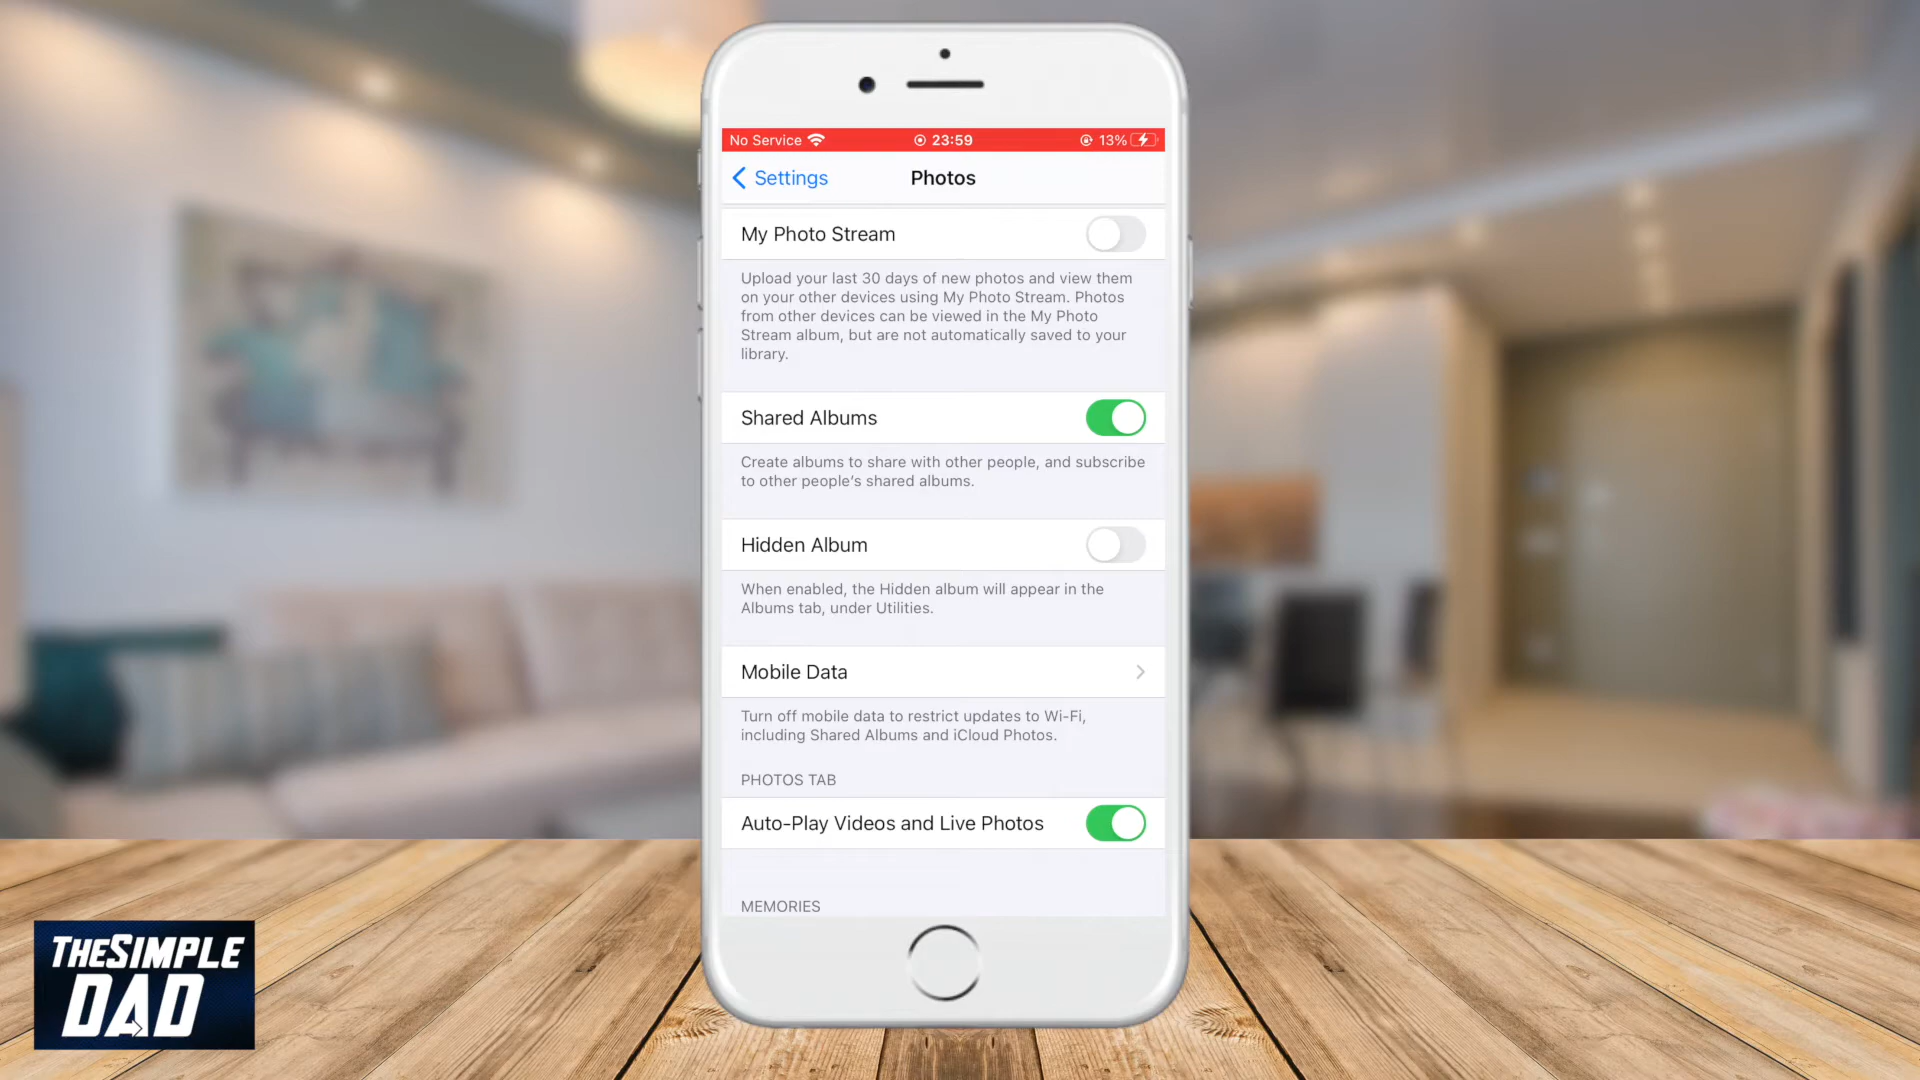 No Service 23:59 13%
Settings Photos
My Photo Stream
Upload your last 30 days of new photos and view them
on your other devices using My Photo Stream. Photos
from other devices can be viewed in the My Photo
Stream album, but are not automatically saved to your
library.
Shared Albums
Create albums to share with other people, and subscribe
to other people's shared albums.
Hidden Album
When enabled, the Hidden album will appear in the
Albums tab, under Utilities.
Mobile Data
Turn off mobile data to restrict updates to Wi-Fi,
including Shared Albums and iCloud Photos.
PHOTOS TAB
Auto-Play Videos and Live Photos
MEMORIES
THESIMPLE
DAD